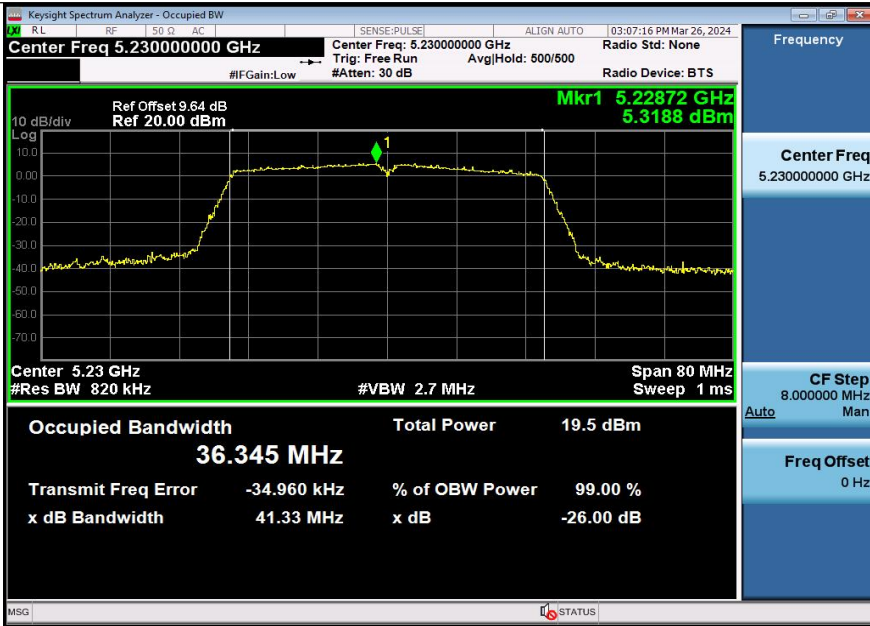 Keysight Spectrum Analyzer - Occupied BW
LXI RL RF 50 Ω AC SENSE:PULSE ALIGN AUTO 03:07:16 PM Mar 26, 2024
Center Freq 5.230000000 GHz
Center Freq: 5.230000000 GHz
Radio Std: None
Trig: Free Run Avg|Hold: 500/500
#IFGain:Low #Atten: 30 dB Radio Device: BTS
Frequency
Ref Offset 9.64 dB
Mkr1 5.22872 GHz
10 dB/div Ref 20.00 dBm 5.3188 dBm
Log
1
10.0
0.00
-10.0
-20.0
-30.0
-40.0
-60.0
-70.0
Center 5.23 GHz Span 80 MHz
#Res BW 820 kHz #VBW 2.7 MHz Sweep 1 ms
Occupied Bandwidth Total Power 19.5 dBm
36.345 MHz
Transmit Freq Error -34.960 kHz % of OBW Power 99.00 %
x dB Bandwidth 41.33 MHz x dB -26.00 dB
Center Freq
5.230000000 GHz
CF Step
8.000000 MHz
Auto Man
Freq Offset
0 Hz
MSG STATUS